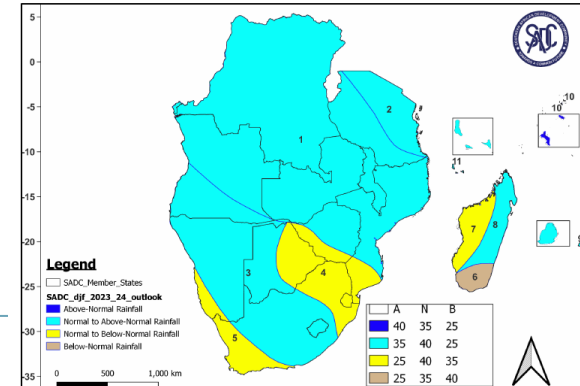 SADC
5
0
-5
-10
-15
-20
-25
-30
-35
1
2
3
4
5
6
7
8
10
10
11
Legend
SADC_Member_States
SADC_djf_2023_24_outlook
Above-Normal Rainfall
Normal to Above-Normal Rainfall
Normal to Below-Normal Rainfall
Below-Normal Rainfall
0 500 1,000 km
A N B
40 35 25
35 40 25
25 40 35
25 35 40